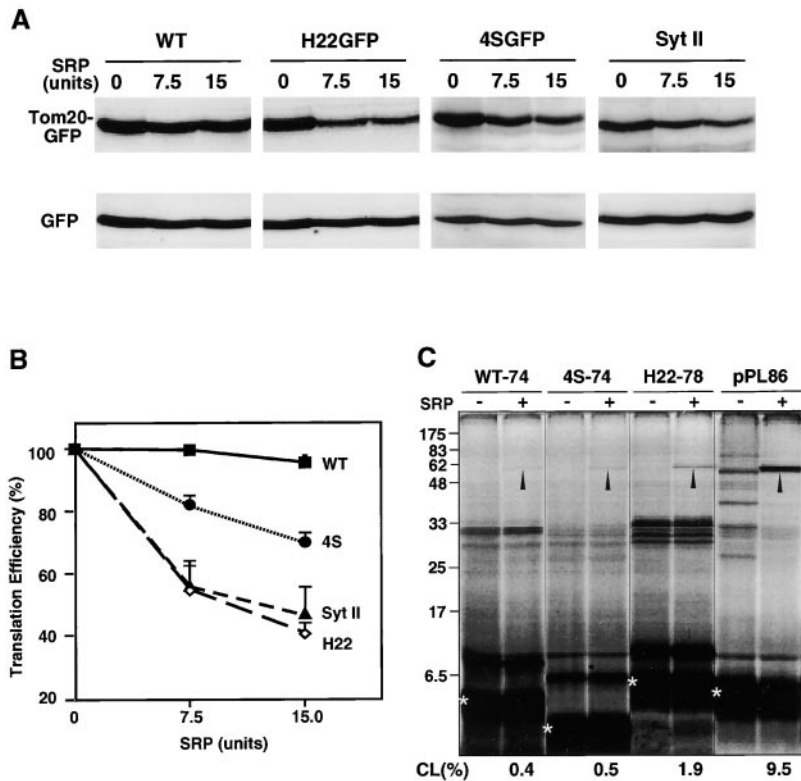 A
WT H22GFP 4SGFP Syt II
SRP (units) 0 7.5 15 0 7.5 15 0 7.5 15 0 7.5 15
Tom20-GFP
GFP
B
Translation Efficiency (%)
100
80
60
40
20
WT
4S
Syt II
H22
0 7.5 15.0
SRP (units)
C
WT-74 4S-74 H22-78 pPL86
SRP - + - + - + - +
175
83
62
48
33
25
17
6.5
*
*
*
*
CL(%) 0.4 0.5 1.9 9.5